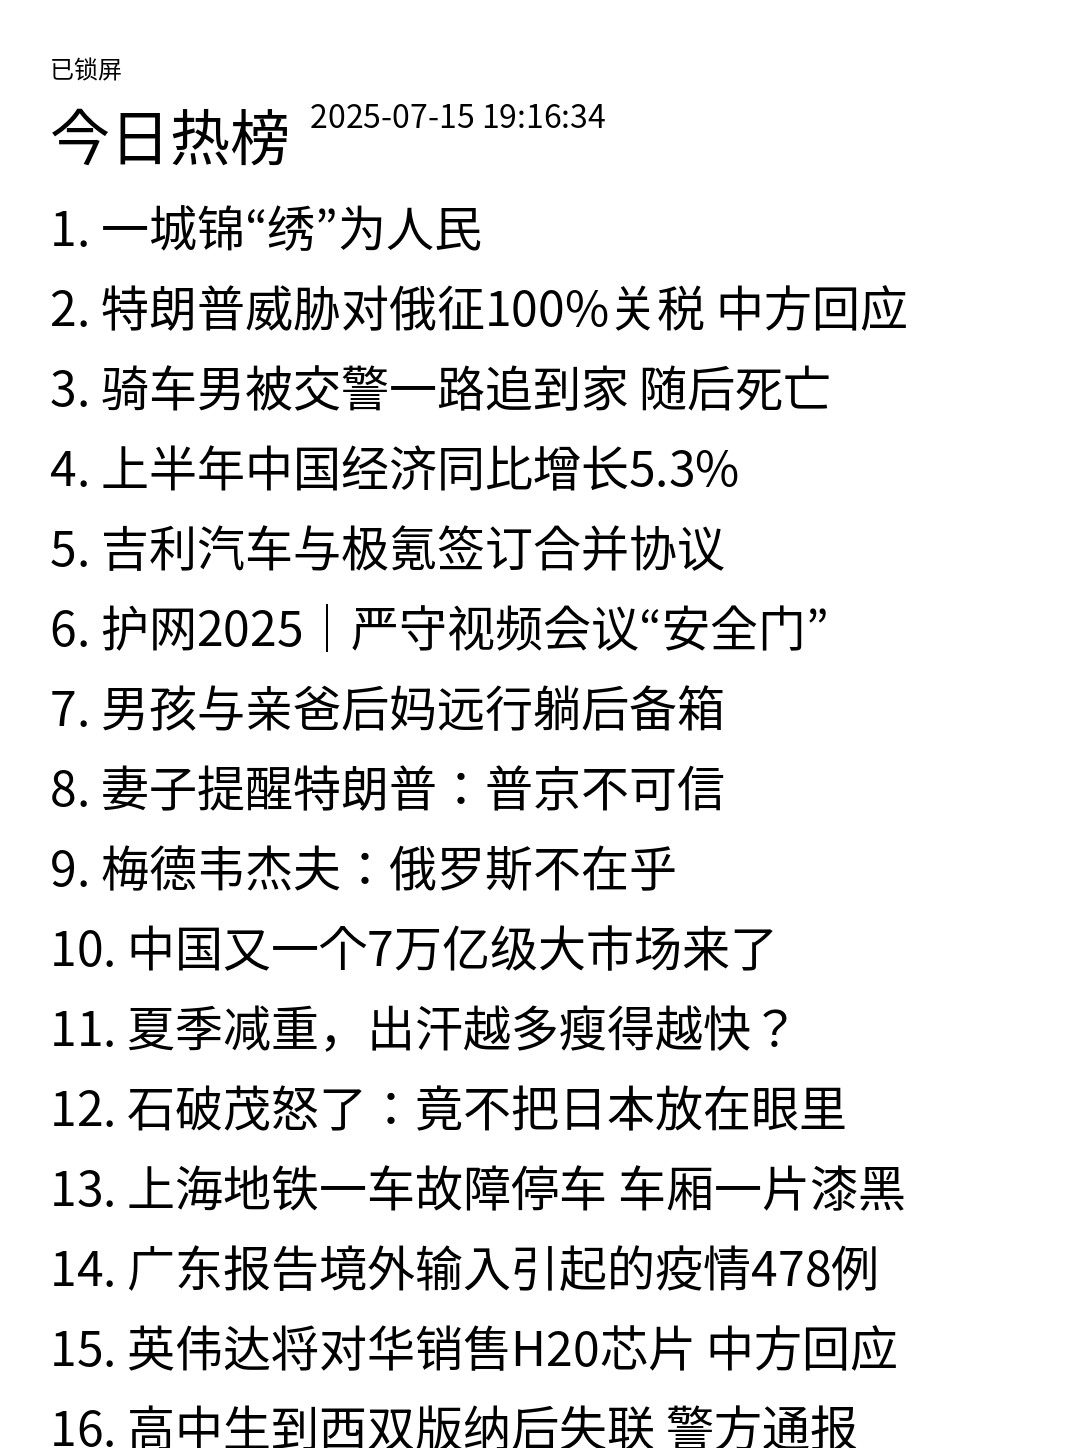 已锁屏
今日热榜 2025-07-15 19:16:34
1. 一城锦“绣”为人民
2. 特朗普威胁对俄征100%关税 中方回应
3. 骑车男被交警一路追到家 随后死亡
4. 上半年中国经济同比增长5.3%
5. 吉利汽车与极氪签订合并协议
6. 护网2025｜严守视频会议“安全门”
7. 男孩与亲爸后妈远行躺后备箱
8. 妻子提醒特朗普：普京不可信
9. 梅德韦杰夫：俄罗斯不在乎
10. 中国又一个7万亿级大市场来了
11. 夏季减重，出汗越多瘦得越快？
12. 石破茂怒了：竟不把日本放在眼里
13. 上海地铁一车故障停车 车厢一片漆黑
14. 广东报告境外输入引起的疫情478例
15. 英伟达将对华销售H20芯片 中方回应
16. 高中生到西双版纳后失联 警方通报